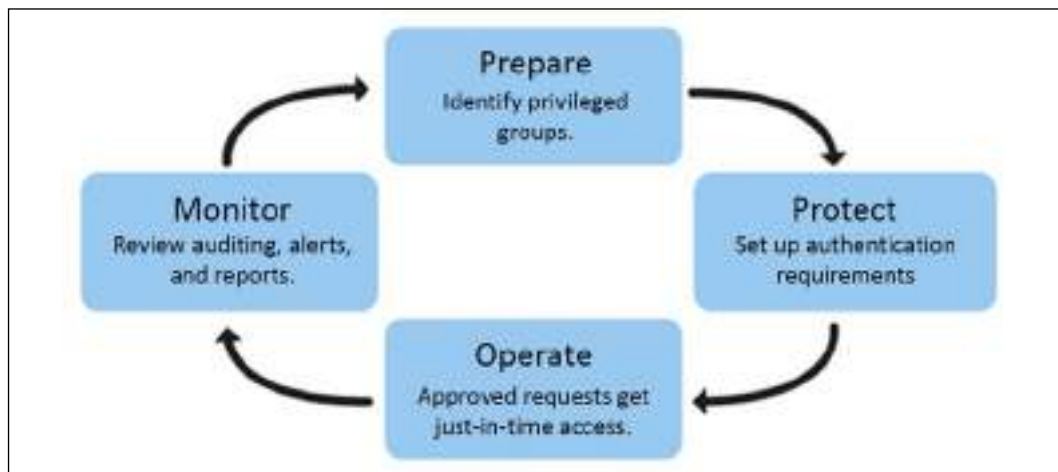 Prepare
Identify privileged
groups.
Protect
Set up authentication
requirements
Operate
Approved requests get
just-in-time access.
Monitor
Review auditing, alerts,
and reports.